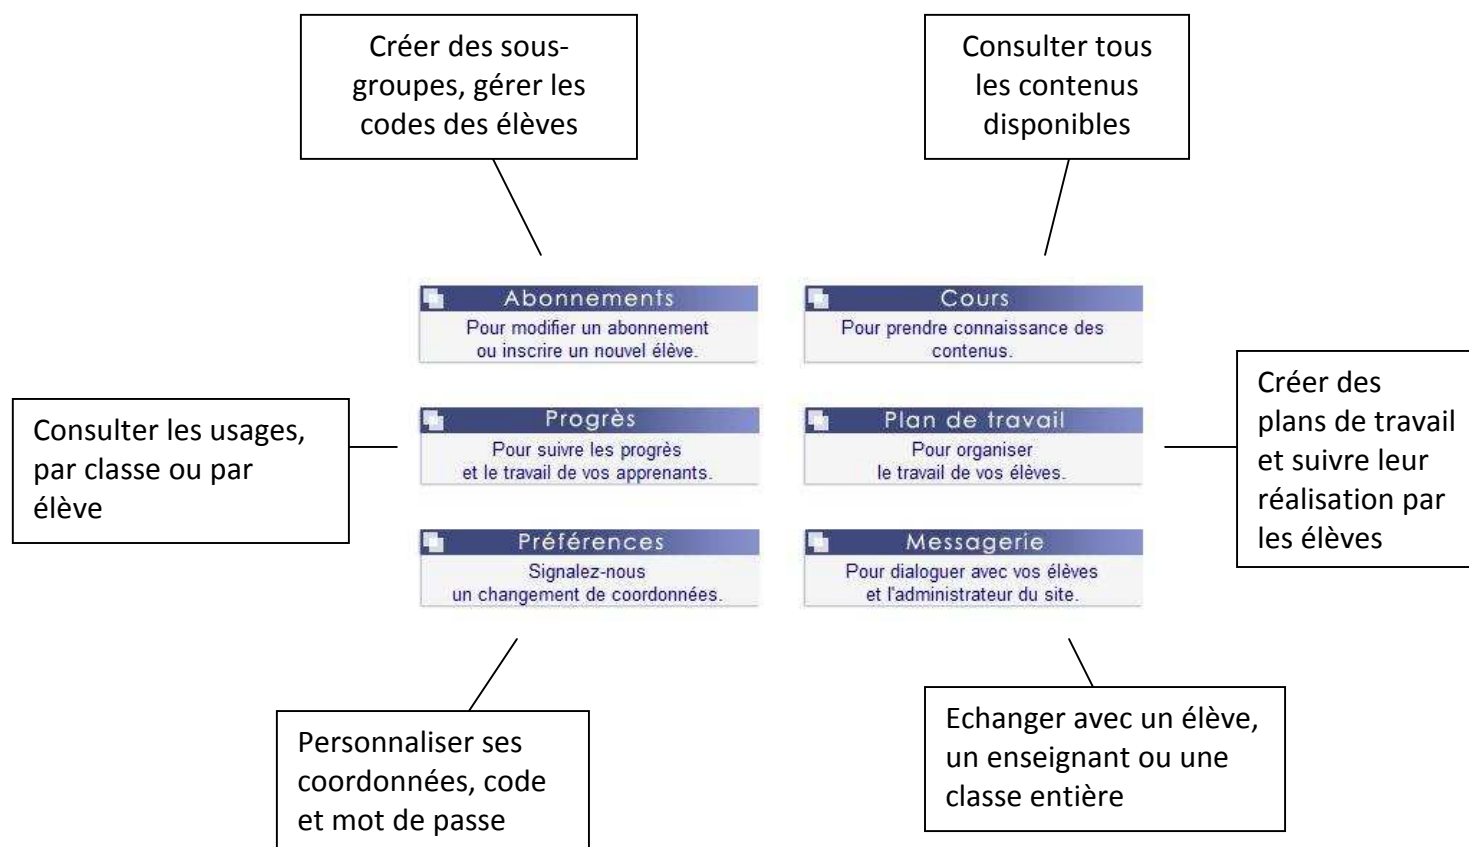 Créer des sous-
groupes, gérer les
codes des élèves
Consulter tous
les contenus
disponibles
Abonnements
Pour modifier un abonnement
ou inscrire un nouvel élève.
Cours
Pour prendre connaissance des
contenus.
Consulter les usages,
par classe ou par
élève
Progrès
Pour suivre les progrès
et le travail de vos apprenants.
Plan de travail
Pour organiser
le travail de vos élèves.
Créer des
plans de travail
et suivre leur
réalisation par
les élèves
Préférences
Signalez-nous
un changement de coordonnées.
Messagerie
Pour dialoguer avec vos élèves
et l'administrateur du site.
Personnaliser ses
coordonnées, code
et mot de passe
Echanger avec un élève,
un enseignant ou une
classe entière